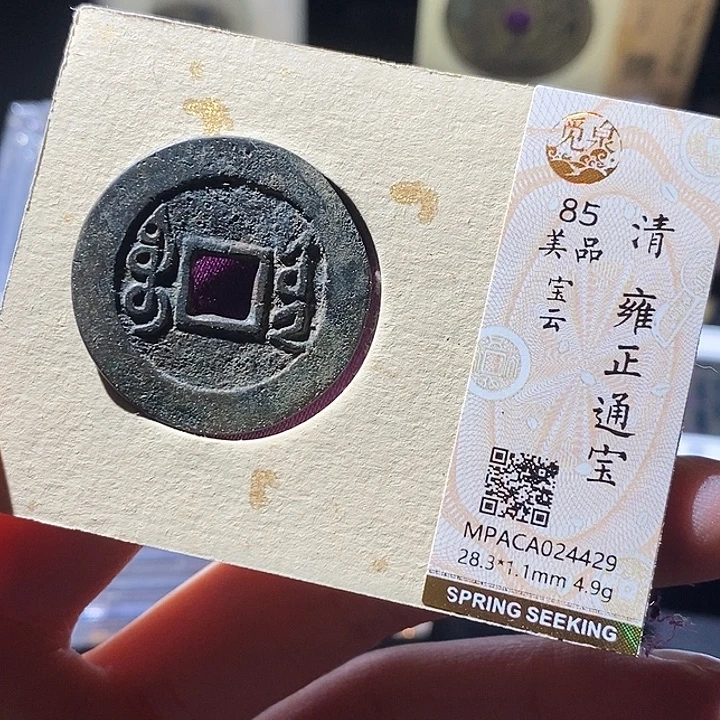 觅泉
85
美品
宝云
清
雍正通宝
MPACA024429
28.3*1.1mm 4.9g
SPRING SEEKING